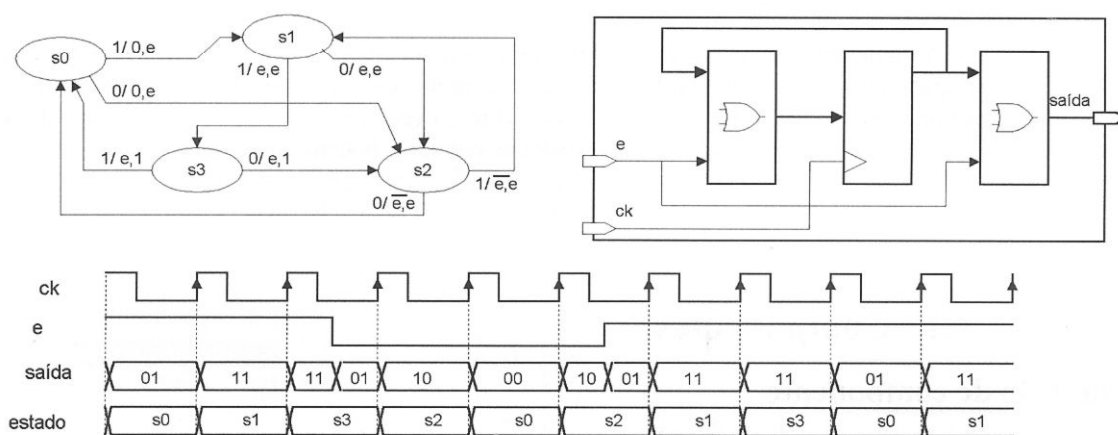 s0
1/ 0,e
s1
1/ e,e
0/ e,e
0/ 0,e
1/ e,1
s3
0/ e,1
s2
1/ e̅,e
0/ e̅,e
e
ck
saída
ck
e
saída 01 11 11 01 10 00 10 01 11 11 01 11
estado s0 s1 s3 s2 s0 s2 s1 s3 s0 s1